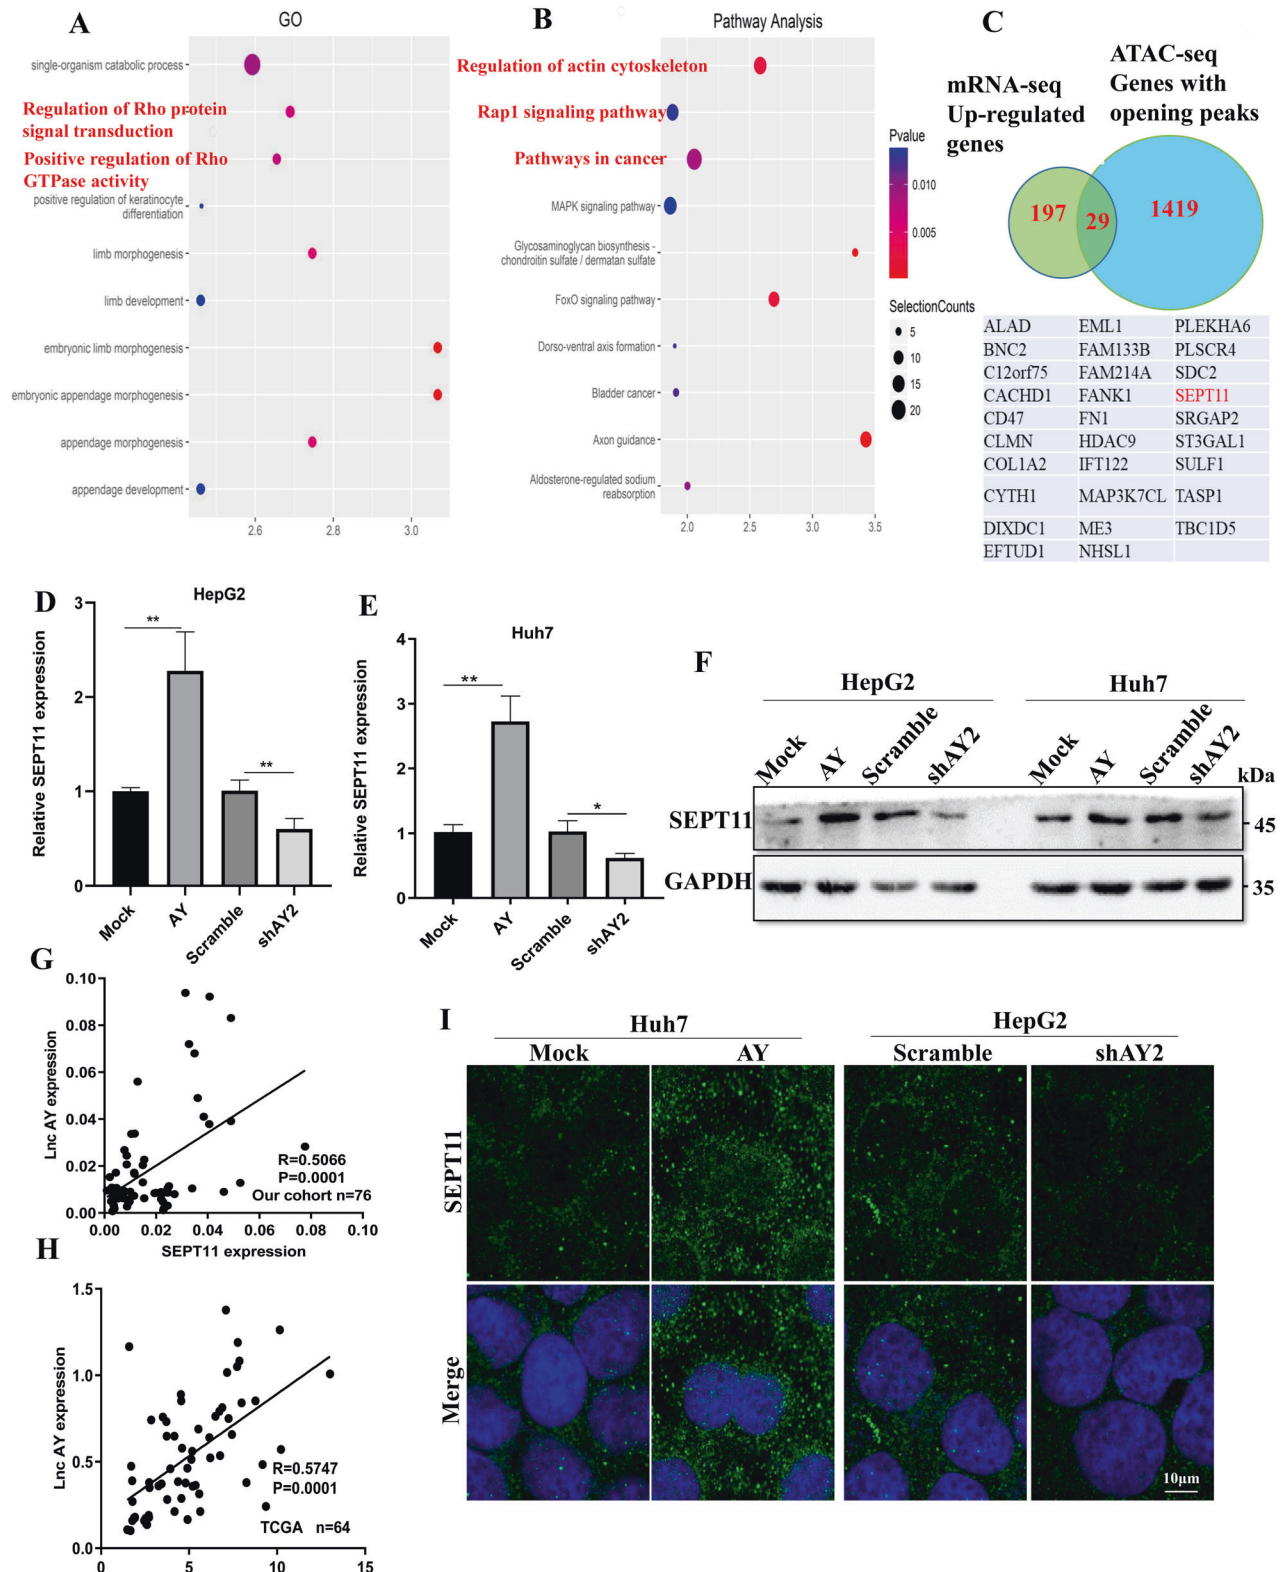 A
GO
single-organism catabolic process
Regulation of Rho protein
signal transduction
Positive regulation of Rho
GTPase activity
positive regulation of keratinocyte
differentiation
limb morphogenesis
limb development
embryonic limb morphogenesis
embryonic appendage morphogenesis
appendage morphogenesis
appendage development
2.6
2.8
3.0
B
Pathway Analysis
Regulation of actin cytoskeleton
Rap1 signaling pathway
Pathways in cancer
MAPK signaling pathway
Glycosaminoglycan biosynthesis -
chondroitin sulfate / dermatan sulfate
FoxO signaling pathway
Dorso-ventral axis formation
Bladder cancer
Axon guidance
Aldosterone-regulated sodium
reabsorption
2.0
2.5
3.0
3.5
Pvalue
0.010
0.005
SelectionCounts
5
10
15
20
C
mRNA-seq
Up-regulated
genes
ATAC-seq
Genes with
opening peaks
197
29
1419
ALAD EML1 PLEKHA6
BNC2 FAM133B PLSCR4
C12orf75 FAM214A SDC2
CACHD1 FANK1 SEPT11
CD47 FN1 SRGAP2
CLMN HDAC9 ST3GAL1
COL1A2 IFT122 SULF1
CYTH1 MAP3K7CL TASP1
DIXDC1 ME3 TBC1D5
EFTUD1 NHSL1
D
HepG2
Relative SEPT11 expression
3
2
1
0
**
**
Mock
AY
Scramble
shAY2
E
Huh7
Relative SEPT11 expression
4
3
2
1
0
**
*
Mock
AY
Scramble
shAY2
F
HepG2
Huh7
Mock
AY
Scramble
shAY2
Mock
AY
Scramble
shAY2
kDa
SEPT11
45
GAPDH
35
G
Lnc AY expression
0.10
0.08
0.06
0.04
0.02
0.00
R=0.5066
P=0.0001
Our cohort n=76
0.00 0.02 0.04 0.06 0.08 0.10
SEPT11 expression
H
Lnc AY expression
1.5
1.0
0.5
0.0
R=0.5747
P=0.0001
TCGA n=64
0 5 10 15
I
Huh7
HepG2
Mock
AY
Scramble
shAY2
SEPT11
Merge
10μm